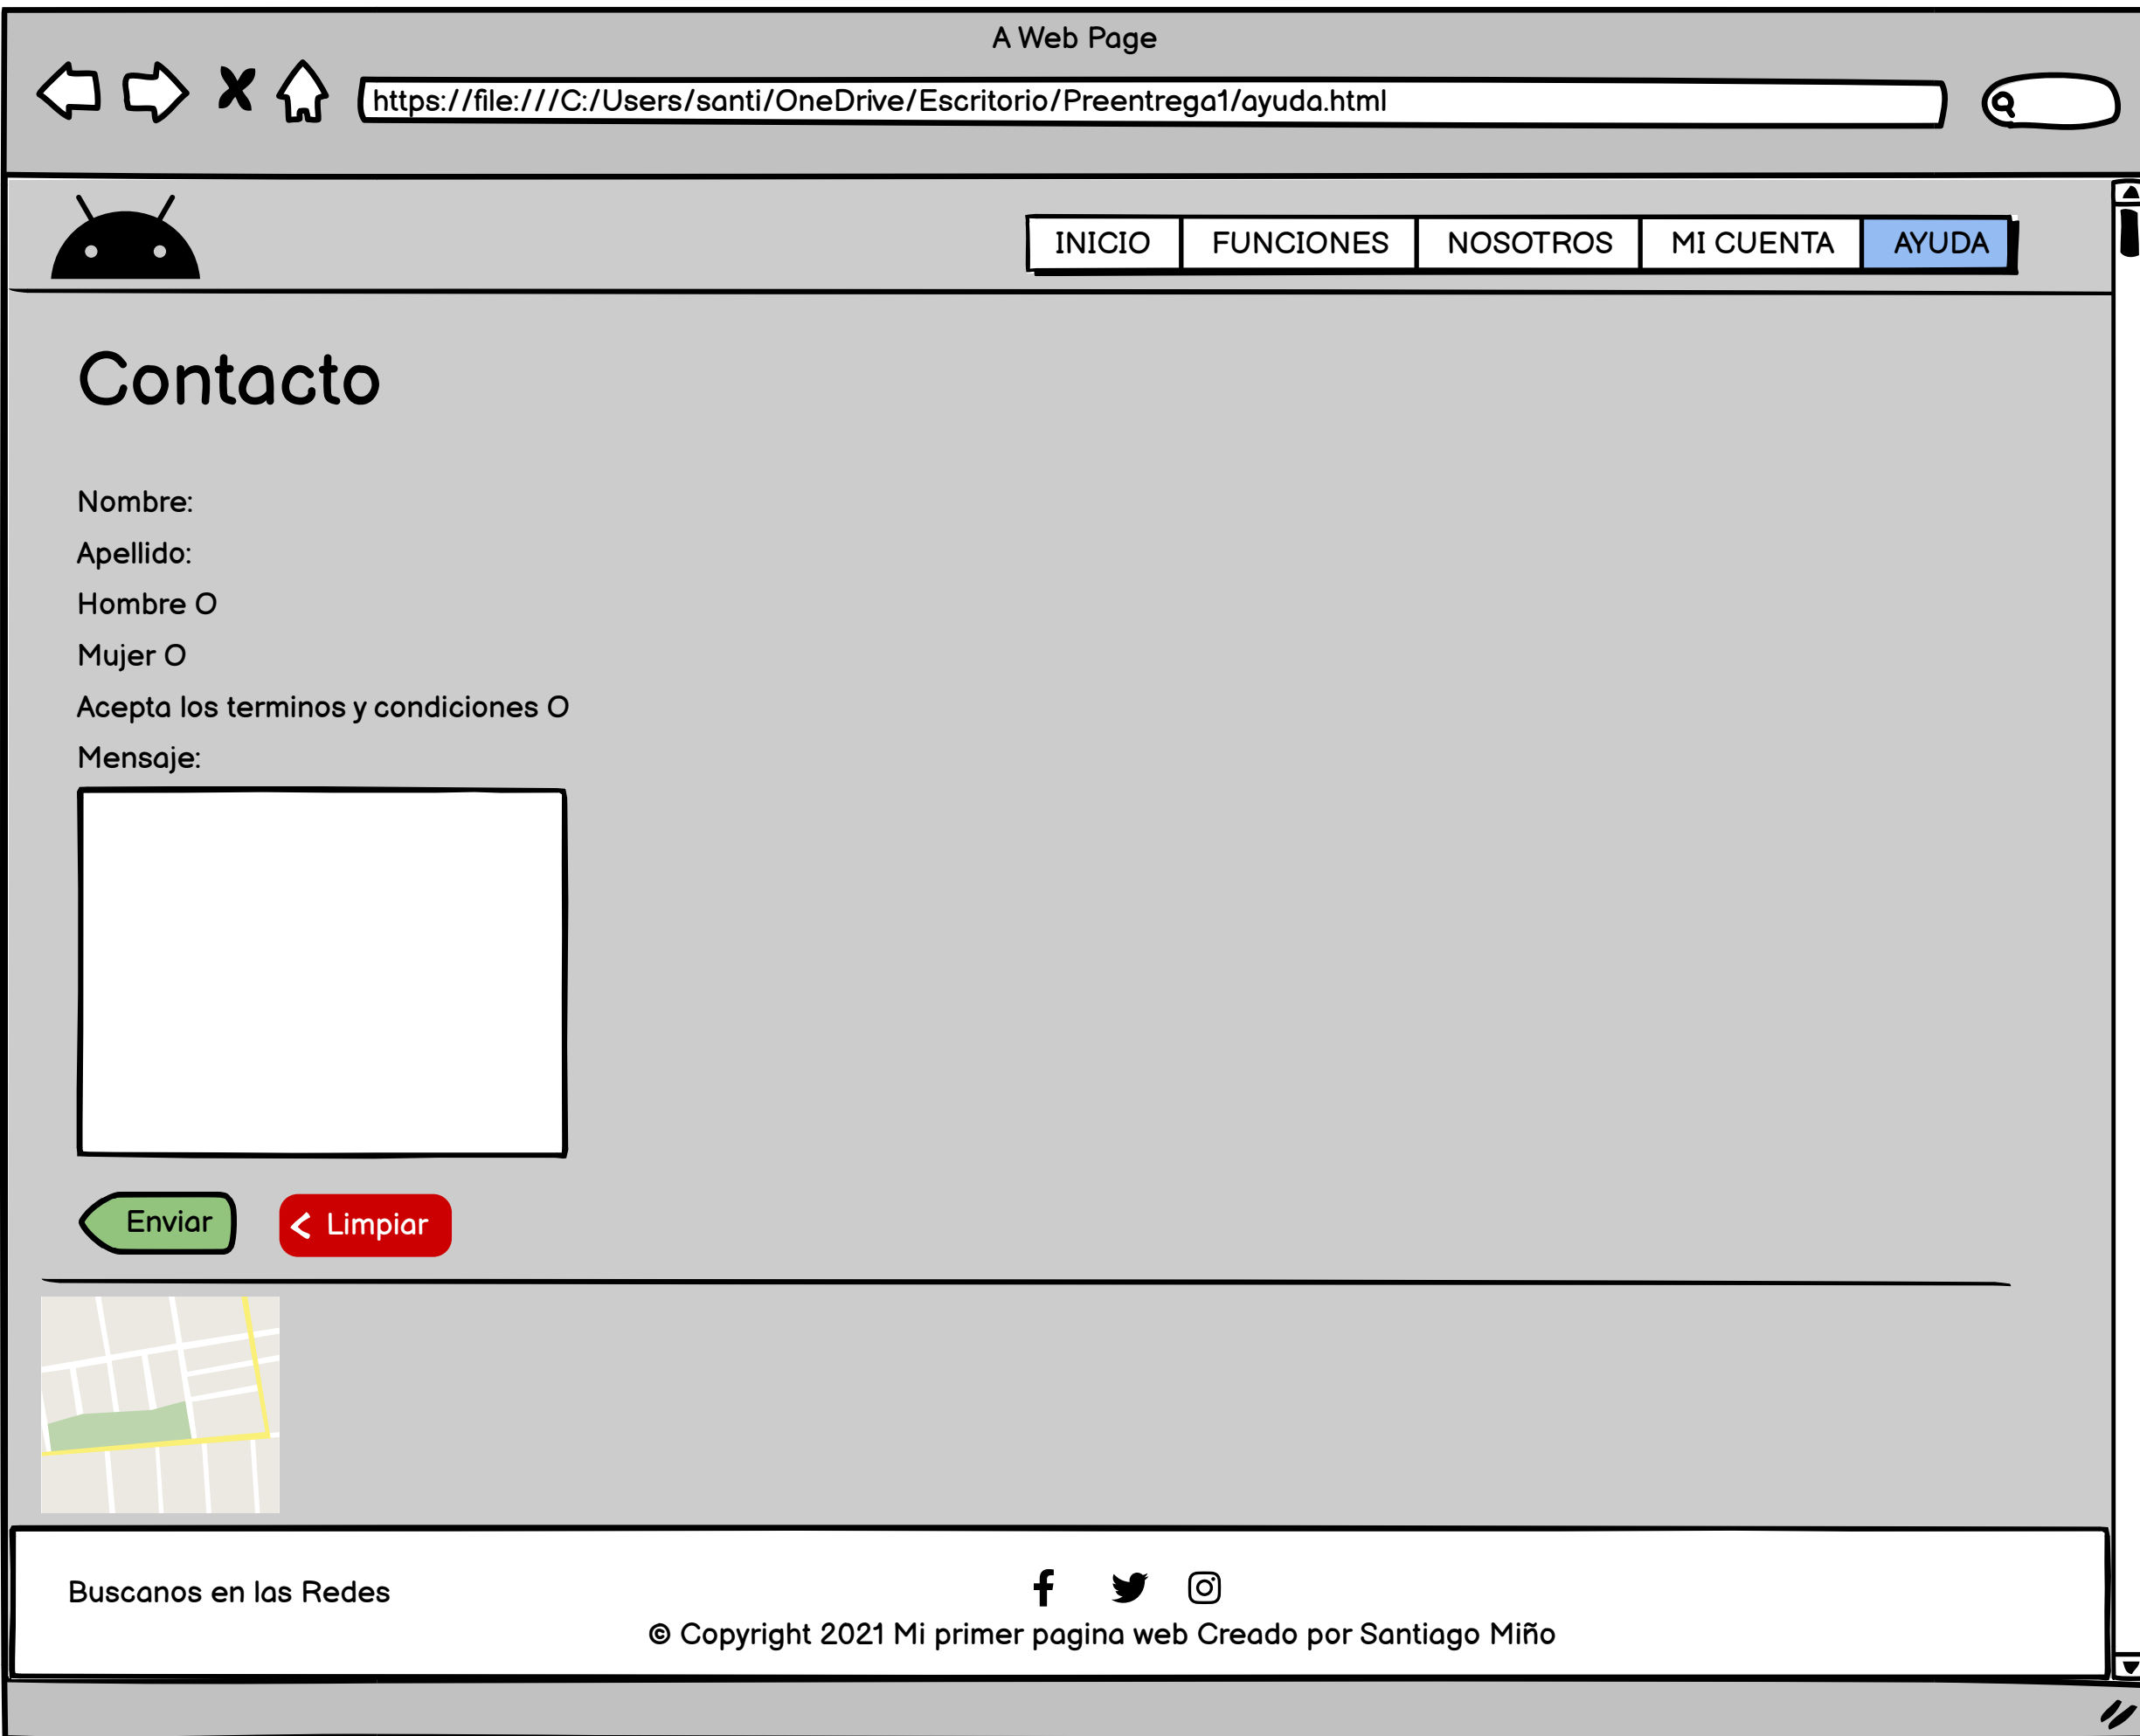 A Web Page
https://file:///C:/Users/santi/OneDrive/Escritorio/Preentrega1/ayuda.html
INICIO FUNCIONES NOSOTROS MI CUENTA AYUDA
Contacto
Nombre:
Apellido:
Hombre O
Mujer O
Acepta los terminos y condiciones O
Mensaje:
Enviar Limpiar
Buscanos en las Redes
© Copyright 2021 Mi primer pagina web Creado por Santiago Miño